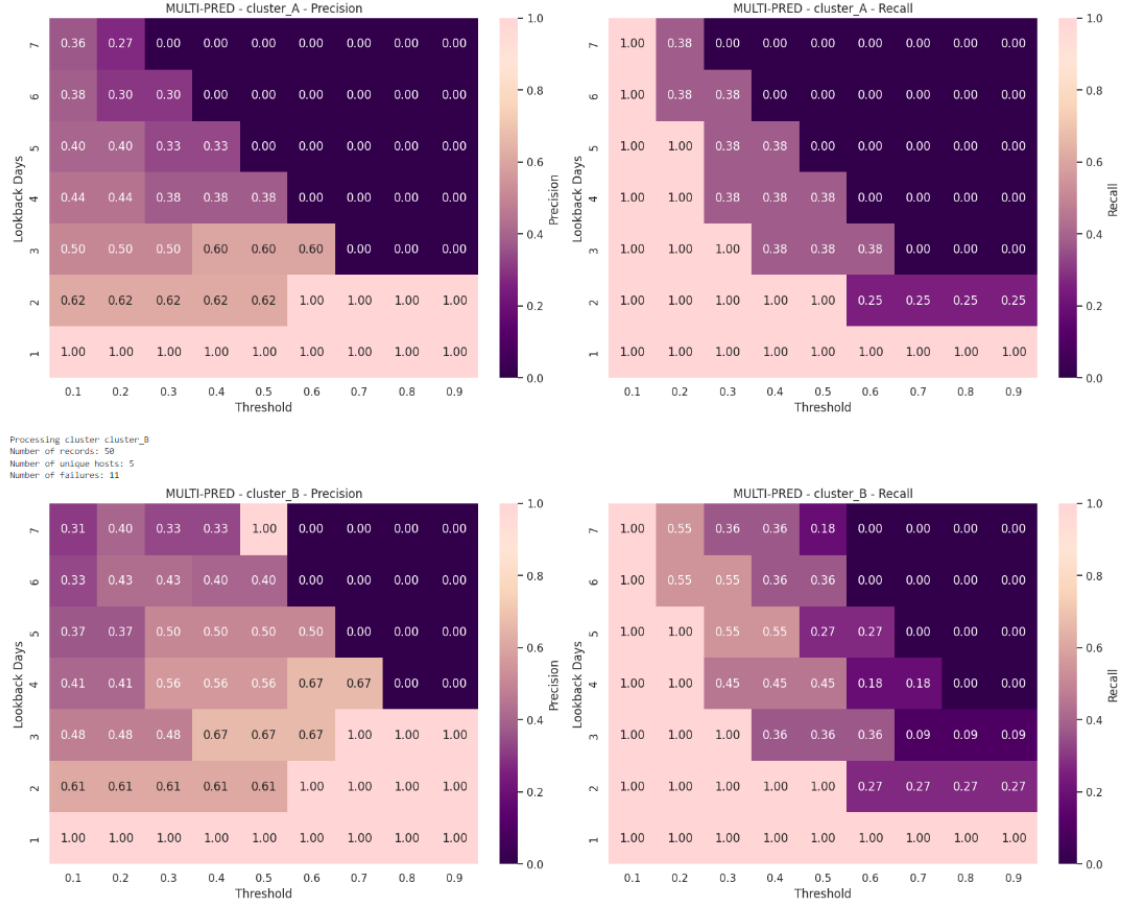 MULTI-PRED - cluster_A - Precision
MULTI-PRED - cluster_A - Recall
7 0.36 0.27 0.00 0.00 0.00 0.00 0.00 0.00 0.00
6 0.38 0.30 0.30 0.00 0.00 0.00 0.00 0.00 0.00
5 0.40 0.40 0.33 0.33 0.00 0.00 0.00 0.00 0.00
4 0.44 0.44 0.38 0.38 0.38 0.00 0.00 0.00 0.00
3 0.50 0.50 0.50 0.60 0.60 0.60 0.00 0.00 0.00
2 0.62 0.62 0.62 0.62 0.62 1.00 1.00 1.00 1.00
1 1.00 1.00 1.00 1.00 1.00 1.00 1.00 1.00 1.00
0.1 0.2 0.3 0.4 0.5 0.6 0.7 0.8 0.9
Threshold
Lookback Days
1.0
0.8
0.6
0.4
0.2
0.0
Precision
7 1.00 0.38 0.00 0.00 0.00 0.00 0.00 0.00 0.00
6 1.00 0.38 0.38 0.00 0.00 0.00 0.00 0.00 0.00
5 1.00 1.00 0.38 0.38 0.00 0.00 0.00 0.00 0.00
4 1.00 1.00 0.38 0.38 0.38 0.00 0.00 0.00 0.00
3 1.00 1.00 1.00 0.38 0.38 0.38 0.00 0.00 0.00
2 1.00 1.00 1.00 1.00 1.00 0.25 0.25 0.25 0.25
1 1.00 1.00 1.00 1.00 1.00 1.00 1.00 1.00 1.00
0.1 0.2 0.3 0.4 0.5 0.6 0.7 0.8 0.9
Threshold
Lookback Days
1.0
0.8
0.6
0.4
0.2
0.0
Recall
Processing cluster cluster_B
Number of records: 50
Number of unique hosts: 5
Number of failures: 11
MULTI-PRED - cluster_B - Precision
MULTI-PRED - cluster_B - Recall
7 0.31 0.40 0.33 0.33 1.00 0.00 0.00 0.00 0.00
6 0.33 0.43 0.43 0.40 0.40 0.00 0.00 0.00 0.00
5 0.37 0.37 0.50 0.50 0.50 0.50 0.00 0.00 0.00
4 0.41 0.41 0.56 0.56 0.56 0.67 0.67 0.00 0.00
3 0.48 0.48 0.48 0.67 0.67 0.67 1.00 1.00 1.00
2 0.61 0.61 0.61 0.61 0.61 1.00 1.00 1.00 1.00
1 1.00 1.00 1.00 1.00 1.00 1.00 1.00 1.00 1.00
0.1 0.2 0.3 0.4 0.5 0.6 0.7 0.8 0.9
Threshold
Lookback Days
1.0
0.8
0.6
0.4
0.2
0.0
Precision
7 1.00 0.55 0.36 0.36 0.18 0.00 0.00 0.00 0.00
6 1.00 0.55 0.55 0.36 0.36 0.00 0.00 0.00 0.00
5 1.00 1.00 0.55 0.55 0.27 0.27 0.00 0.00 0.00
4 1.00 1.00 0.45 0.45 0.45 0.18 0.18 0.00 0.00
3 1.00 1.00 1.00 0.36 0.36 0.36 0.09 0.09 0.09
2 1.00 1.00 1.00 1.00 1.00 0.27 0.27 0.27 0.27
1 1.00 1.00 1.00 1.00 1.00 1.00 1.00 1.00 1.00
0.1 0.2 0.3 0.4 0.5 0.6 0.7 0.8 0.9
Threshold
Lookback Days
1.0
0.8
0.6
0.4
0.2
0.0
Recall